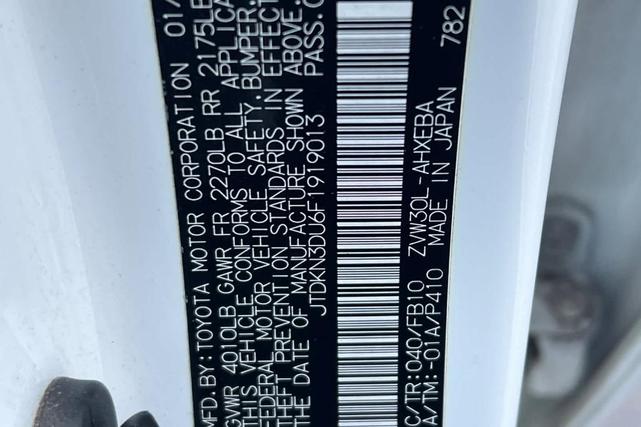 MFD.BY:TOYOTA MOTOR CORPORATION 01/
GVWR 4010LB GAWR FR 2270LB RR 2175LB
THIS VEHICLE CONFORMS TO ALL APPLICA
FEDERAL MOTOR VEHICLE SAFETY,BUMPER,
THEFT PREVENTION STANDARDS IN EFFECT
THE DATE OF MANUFACTURE SHOWN ABOVE.
JTDKN3DU6F1919013 PASS.C
C/TR:040/FB10 ZVW30L-AHXEBA
A/TM:-01A/P410 MADE IN JAPAN 782